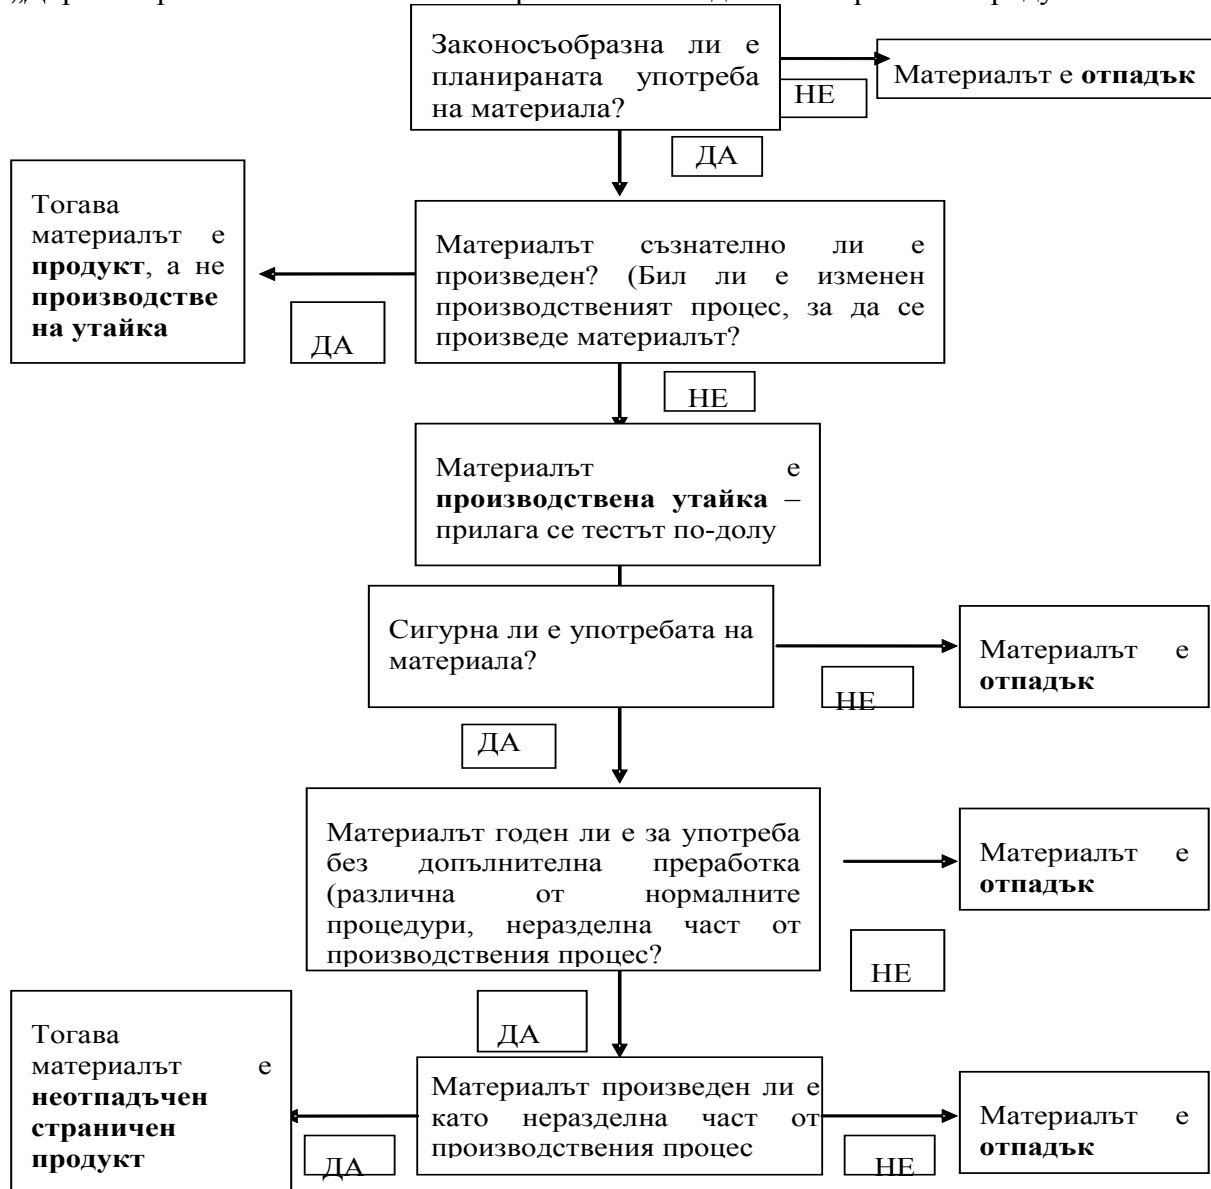 Законосъобразна ли е
планираната употреба
на материала?
НЕ
Материалът е отпадък
ДА
Тогава
материалът е
продукт, а не
производстве
на утайка
Материалът съзнателно ли е
произведен? (Бил ли е изменен
производственият процес, за да се
произведе материалът?
ДА
НЕ
Материалът е
производствена утайка –
прилага се тестът по-долу
Сигурна ли е употребата на
материала?
НЕ
Материалът е
отпадък
ДА
Материалът годен ли е за употреба
без допълнителна преработка
(различна от нормалните
процедури, неразделна част от
производствения процес?
НЕ
Материалът е
отпадък
ДА
Тогава
материалът е
неотпадъчен
страничен
продукт
ДА
Материалът произведен ли е
като неразделна част от
производствения процес
НЕ
Материалът е
отпадък